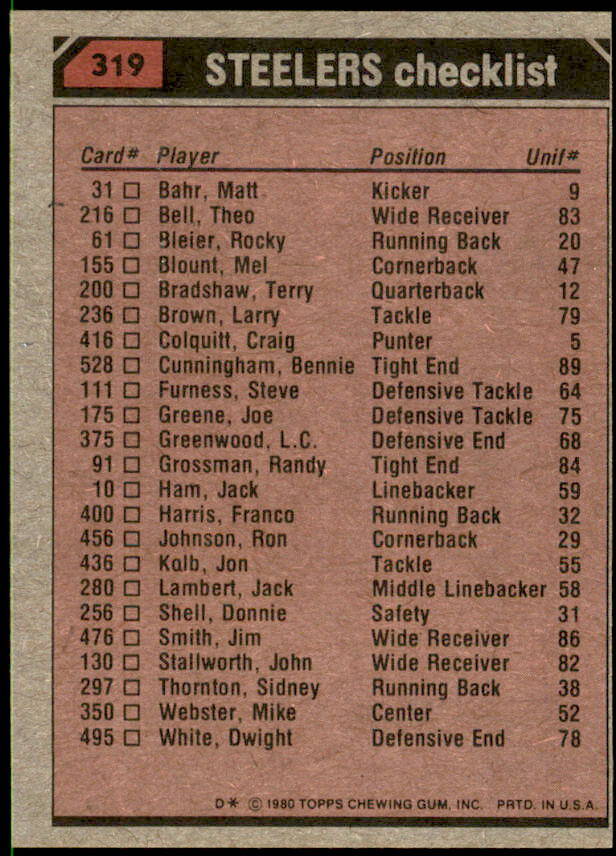 319 STEELERS checklist
Card# Player Position Unif#
31 □ Bahr, Matt Kicker 9
216 □ Bell, Theo Wide Receiver 83
61 □ Bleier, Rocky Running Back 20
155 □ Blount, Mel Cornerback 47
200 □ Bradshaw, Terry Quarterback 12
236 □ Brown, Larry Tackle 79
416 □ Colquitt, Craig Punter 5
528 □ Cunningham, Bennie Tight End 89
111 □ Furness, Steve Defensive Tackle 64
175 □ Greene, Joe Defensive Tackle 75
375 □ Greenwood, L.C. Defensive End 68
91 □ Grossman, Randy Tight End 84
10 □ Ham, Jack Linebacker 59
400 □ Harris, Franco Running Back 32
456 □ Johnson, Ron Cornerback 29
436 □ Kolb, Jon Tackle 55
280 □ Lambert, Jack Middle Linebacker 58
256 □ Shell, Donnie Safety 31
476 □ Smith, Jim Wide Receiver 86
130 □ Stallworth, John Wide Receiver 82
297 □ Thornton, Sidney Running Back 38
350 □ Webster, Mike Center 52
495 □ White, Dwight Defensive End 78
D* © 1980 TOPPS CHEWING GUM, INC. PRTD. IN U.S.A.